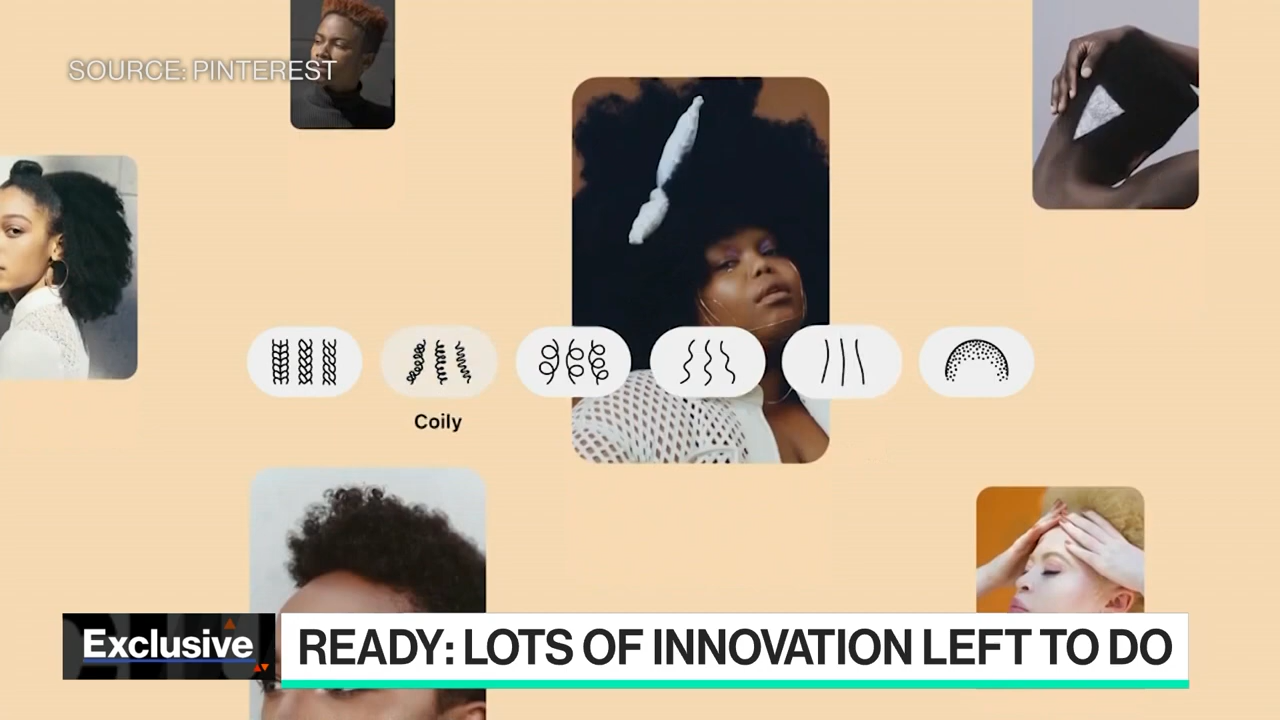 SOURCE: PINTEREST
Coily
Exclusive
READY: LOTS OF INNOVATION LEFT TO DO